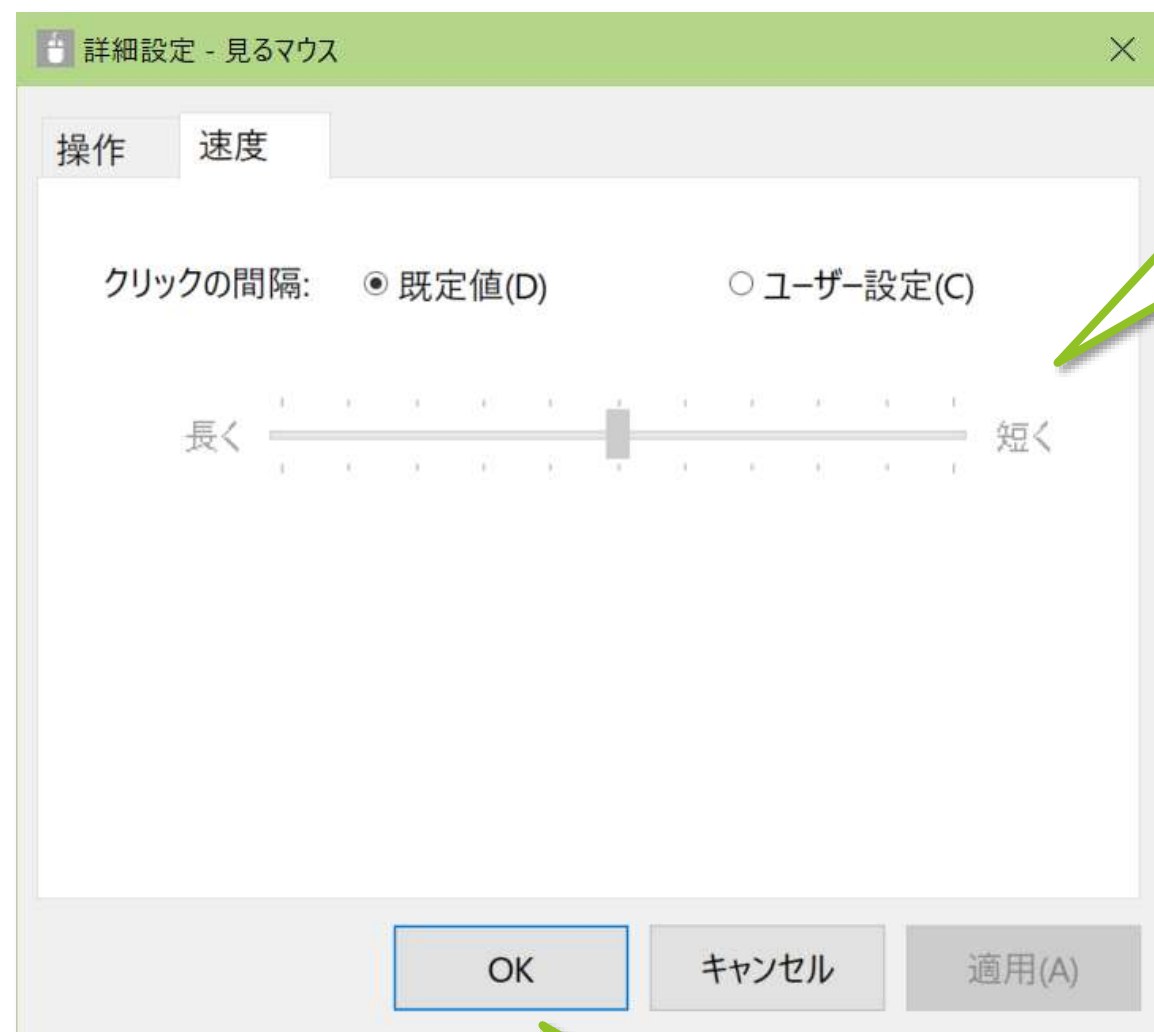 詳細設定 - 見るマウス
操作 速度
クリックの間隔: 既定値(D) ユーザー設定(C)
長く 短く
OK キャンセル 適用(A)